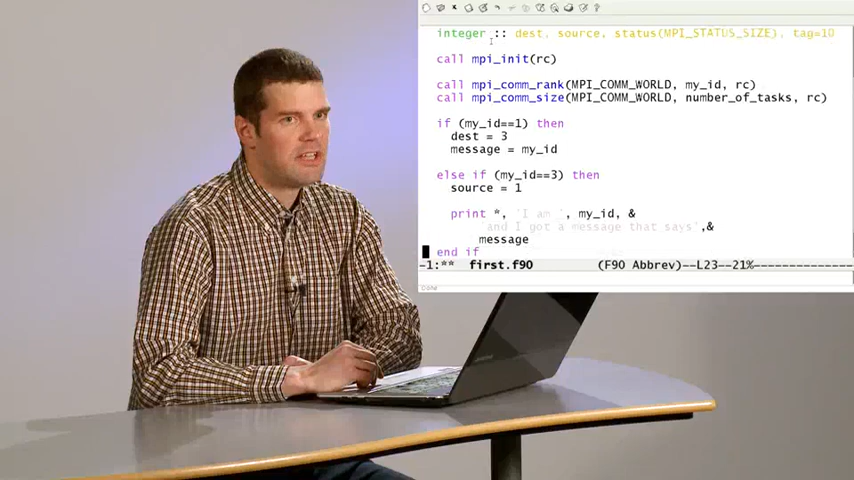 integer :: dest, source, status(MPI_STATUS_SIZE), tag=10
call mpi_init(rc)
call mpi_comm_rank(MPI_COMM_WORLD, my_id, rc)
call mpi_comm_size(MPI_COMM_WORLD, number_of_tasks, rc)
if (my_id==1) then
dest = 3
message = my_id
else if (my_id==3) then
source = 1
print *, 'I am ', my_id, &
'and I got a message that says',&
message
end if
-1:** first.f90 (F90 Abbrev)--L23--21%--------------
Done